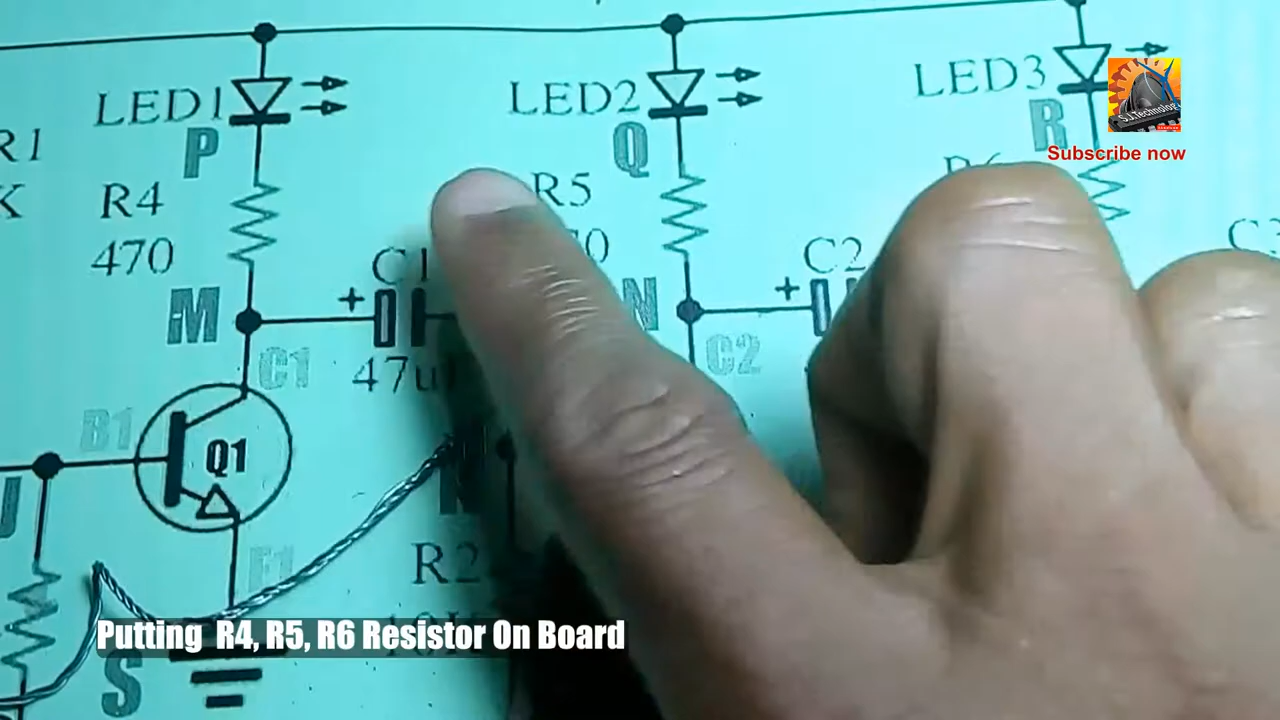 LED1
LED2
LED3
P
Q
R
R1
K
R4
R5
470
C1
C2
M
N
+
+
47u
C1
C2
B1
Q1
E1
R2
S
Subscribe now
Putting R4, R5, R6 Resistor On Board